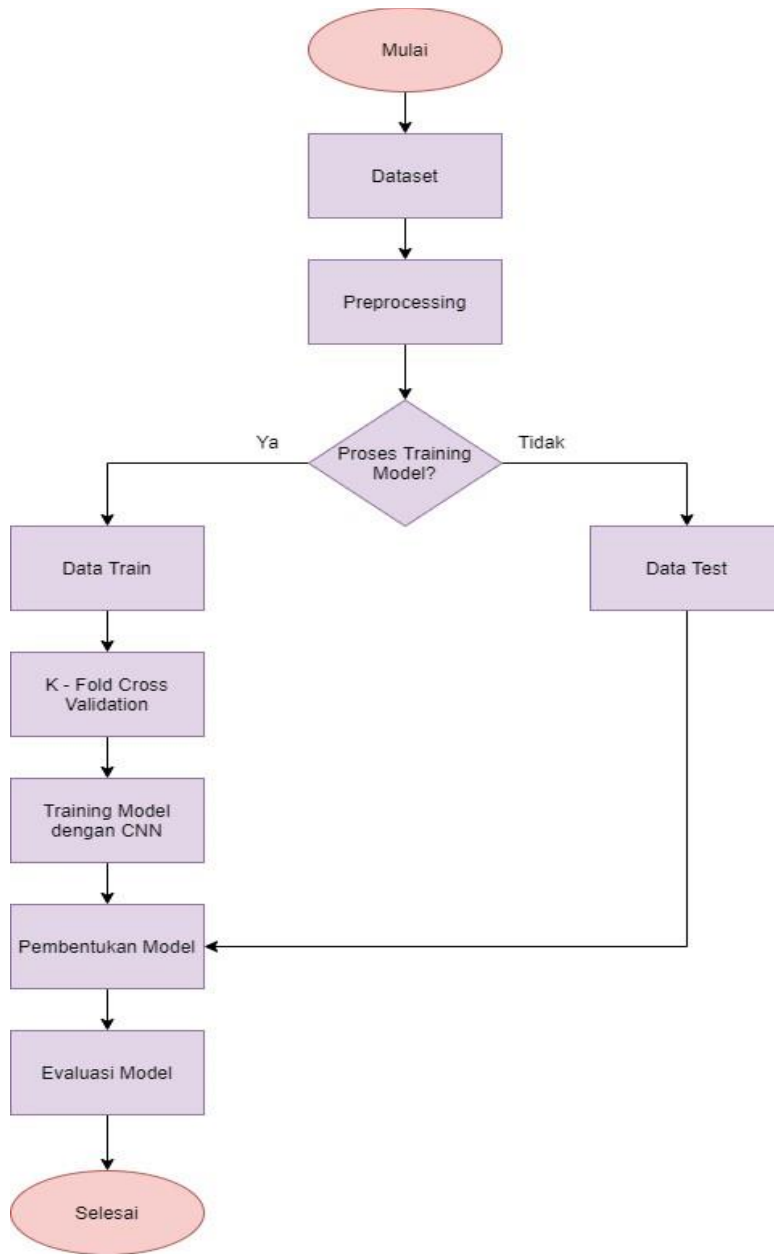 Mulai
Dataset
Preprocessing
Proses Training
Model?
Ya
Tidak
Data Train
Data Test
K - Fold Cross
Validation
Training Model
dengan CNN
Pembentukan Model
Evaluasi Model
Selesai